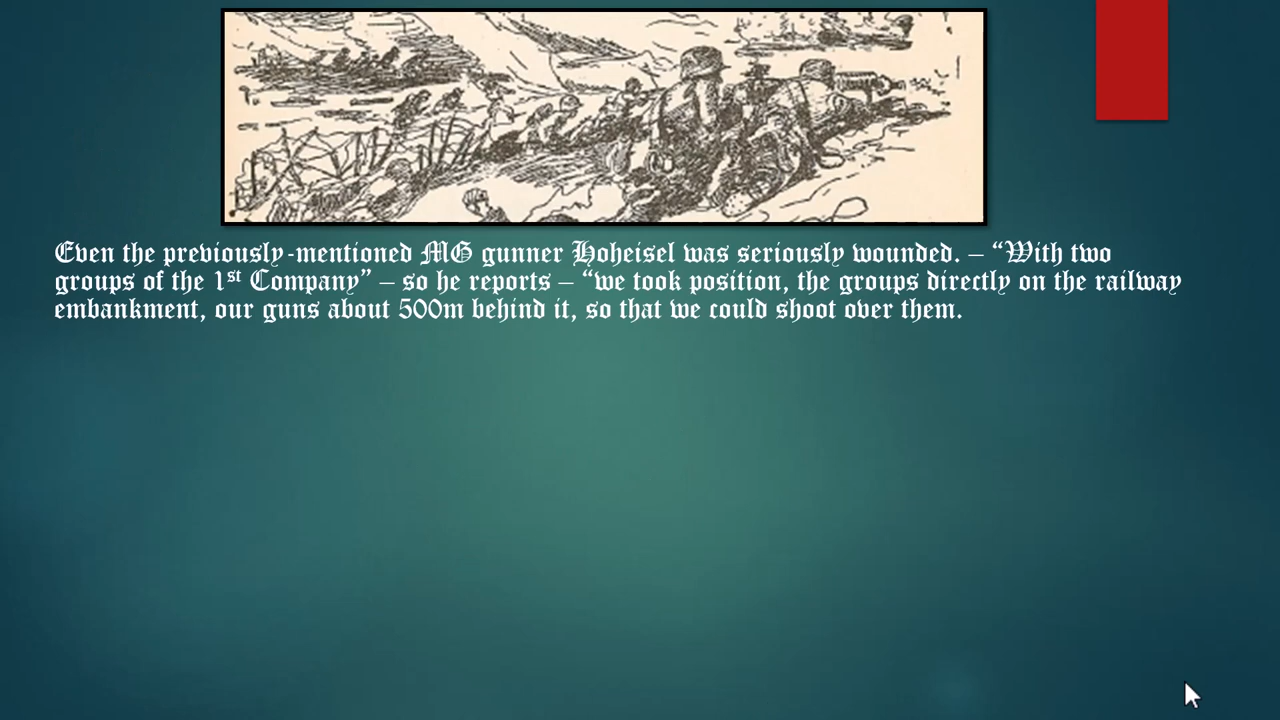 Even the previously-mentioned MG gunner Hoheisel was seriously wounded. – “With two
groups of the 1st Company” – so he reports – “we took position, the groups directly on the railway
embankment, our guns about 500m behind it, so that we could shoot over them.